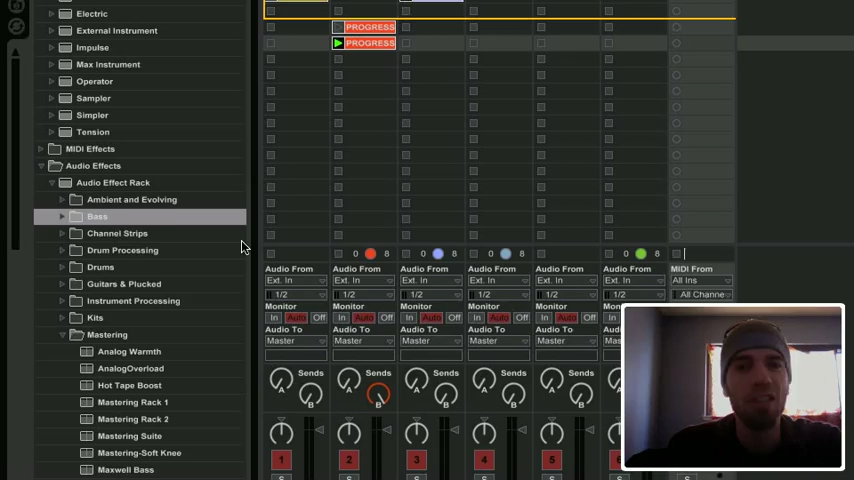 Electric
External Instrument
Impulse
Max Instrument
Operator
Sampler
Simpler
Tension
MIDI Effects
Audio Effects
Audio Effect Rack
Ambient and Evolving
Bass
Channel Strips
Drum Processing
Drums
Guitars & Plucked
Instrument Processing
Kits
Mastering
Analog Warmth
AnalogOverload
Hot Tape Boost
Mastering Rack 1
Mastering Rack 2
Mastering Suite
Mastering-Soft Knee
Maxwell Bass
PROGRESS
PROGRESS
0 8 0 8 0 8 0 8
Audio From Audio From Audio From Audio From Audio From Audio From MIDI From
Ext. In Ext. In Ext. In Ext. In Ext. In Ext. In All Ins
1/2 1/2 1/2 1/2 1/2 1/2 All Channe
Monitor Monitor Monitor Monitor Monitor Monitor
In Auto Off In Auto Off In Auto Off In Auto Off In Auto Off In
Audio To Audio To Audio To Audio To Audio To Audio To
Master Master Master Master Master Master
Sends Sends Sends Sends Sends
A B A B A B A B A B A
1 2 3 4 5 6